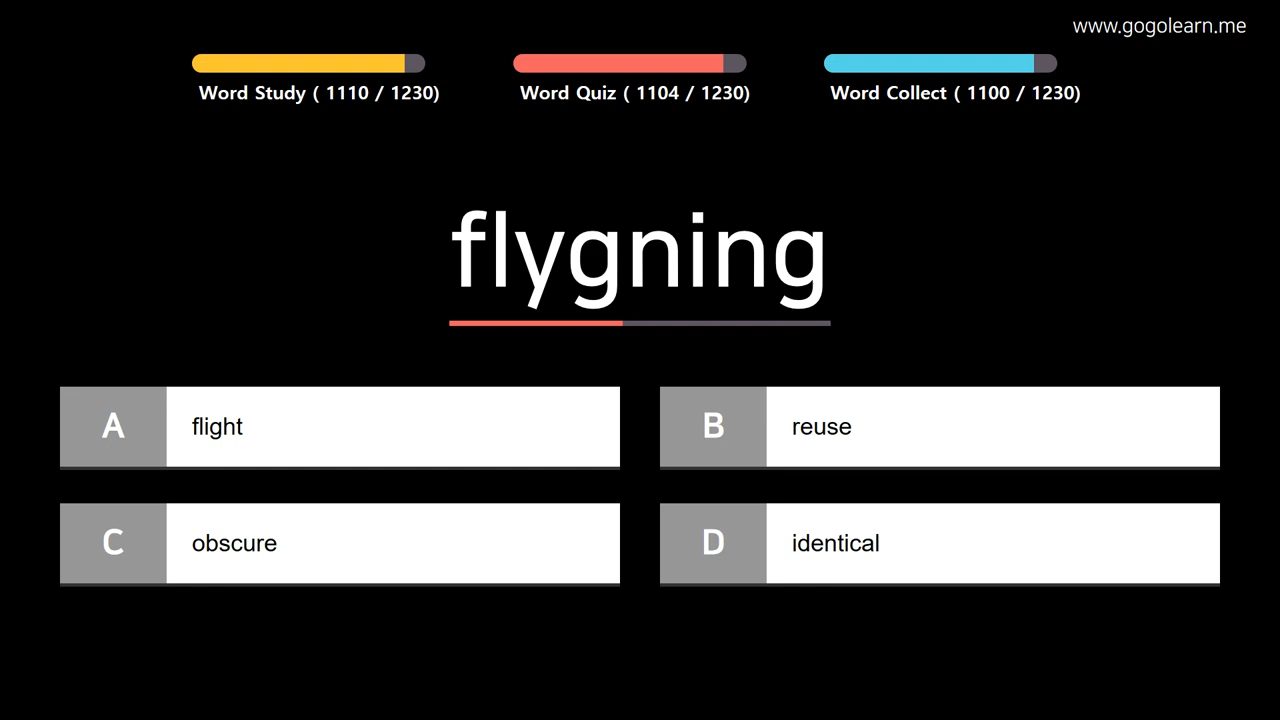 www.gogolearn.me
Word Study ( 1110 / 1230)
Word Quiz ( 1104 / 1230)
Word Collect ( 1100 / 1230)
flygning
A flight
B reuse
C obscure
D identical